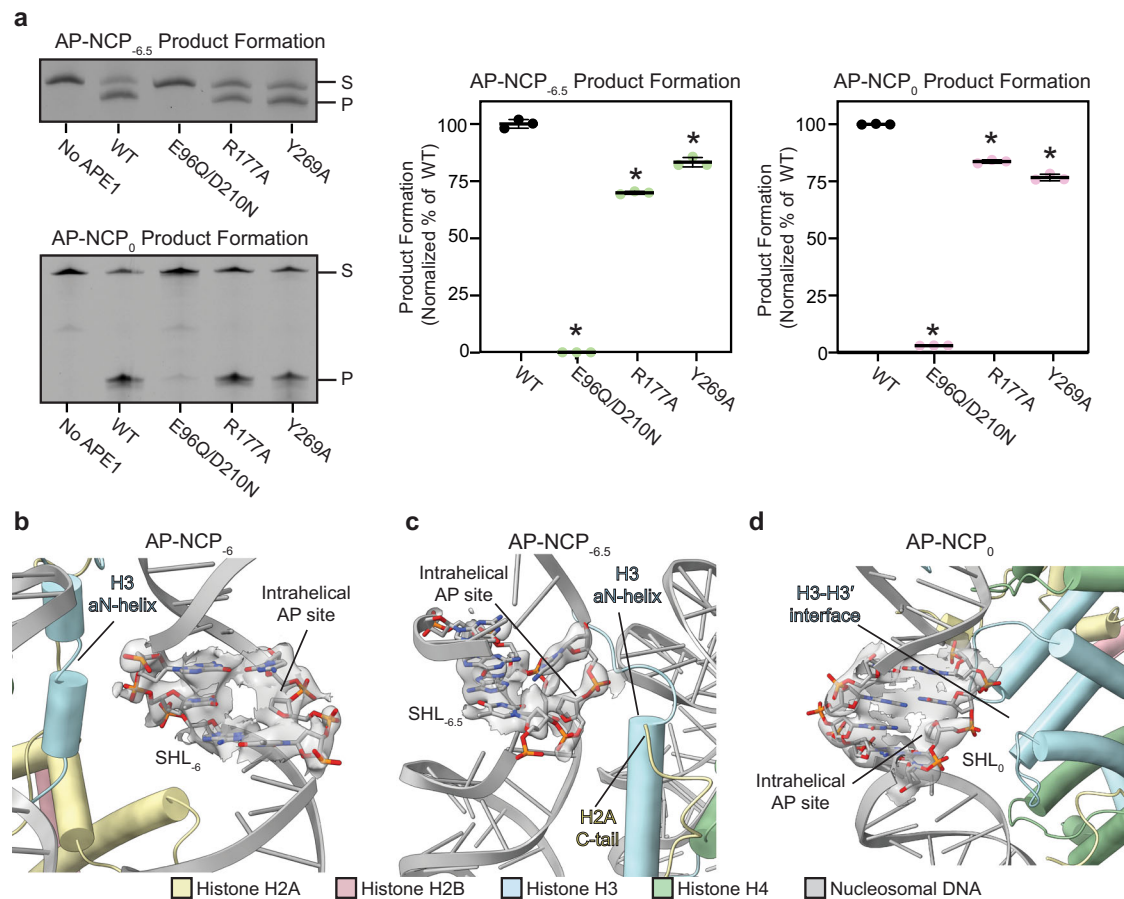 a
AP-NCP-6.5 Product Formation
S
P
No APE1
WT
E96Q/D210N
R177A
Y269A
AP-NCP0 Product Formation
S
P
No APE1
WT
E96Q/D210N
R177A
Y269A
AP-NCP-6.5 Product Formation
Product Formation
(Normalized % of WT)
100
75
50
25
0
*
*
*
WT
E96Q/D210N
R177A
Y269A
AP-NCP0 Product Formation
Product Formation
(Nornalized % of WT)
100
75
50
25
0
*
*
*
WT
E96Q/D210N
R177A
Y269A
b
AP-NCP-6
H3
aN-helix
Intrahelical
AP site
SHL-6
c
AP-NCP-6.5
Intrahelical
AP site
H3
aN-helix
SHL-6.5
H2A
C-tail
d
AP-NCP0
H3-H3′
interface
Intrahelical
AP site
SHL0
Histone H2A
Histone H2B
Histone H3
Histone H4
Nucleosomal DNA